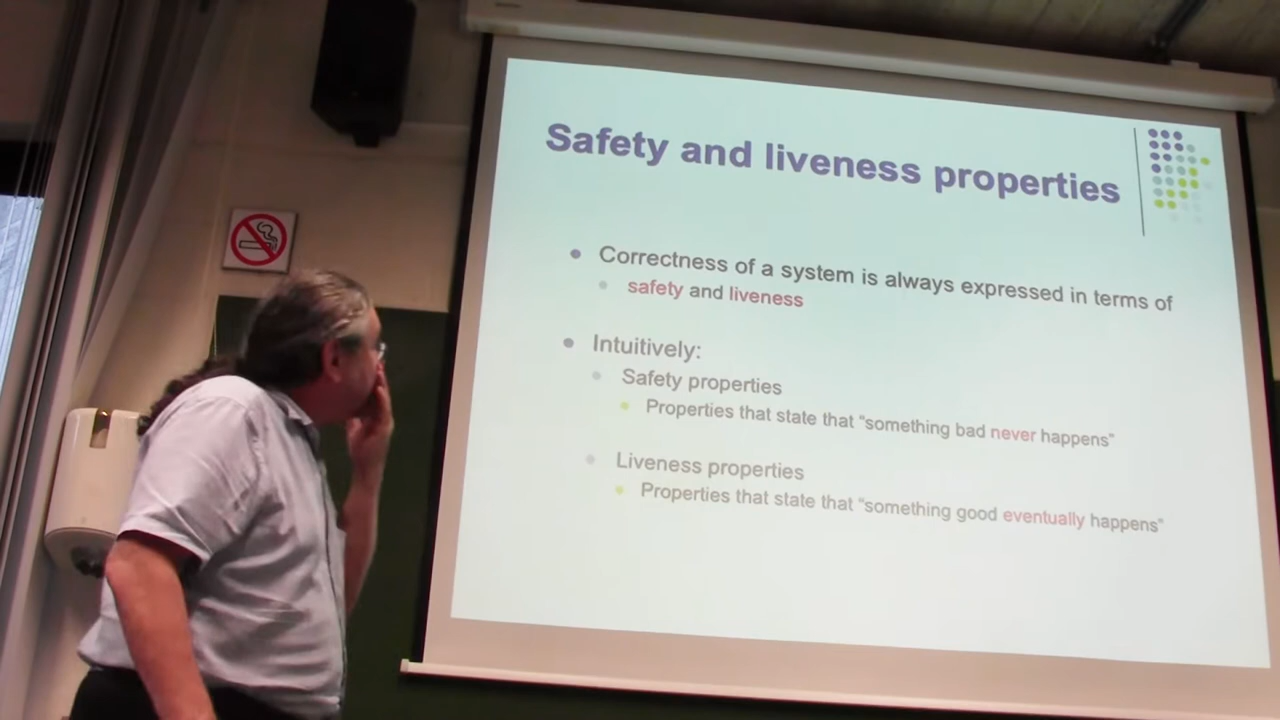 Safety and liveness properties
Correctness of a system is always expressed in terms of
safety and liveness
Intuitively:
Safety properties
Properties that state that “something bad never happens”
Liveness properties
Properties that state that “something good eventually happens”